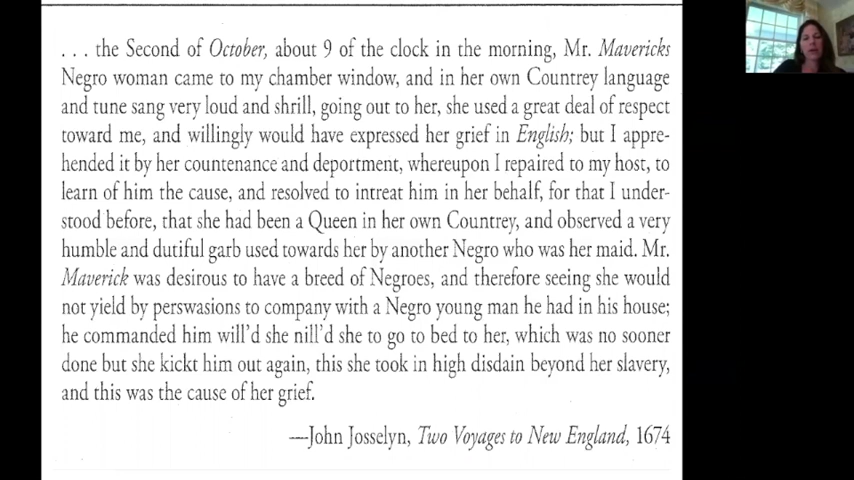 . . . the Second of October, about 9 of the clock in the morning, Mr. Mavericks
Negro woman came to my chamber window, and in her own Countrey language
and tune sang very loud and shrill, going out to her, she used a great deal of respect
toward me, and willingly would have expressed her grief in English; but I appre-
hended it by her countenance and deportment, whereupon I repaired to my host, to
learn of him the cause, and resolved to intreat him in her behalf, for that I under-
stood before, that she had been a Queen in her own Countrey, and observed a very
humble and dutiful garb used towards her by another Negro who was her maid. Mr.
Maverick was desirous to have a breed of Negroes, and therefore seeing she would
not yield by perswasions to company with a Negro young man he had in his house;
he commanded him will'd she nill'd she to go to bed to her, which was no sooner
done but she kickt him out again, this she took in high disdain beyond her slavery,
and this was the cause of her grief.
—John Josselyn, Two Voyages to New England, 1674